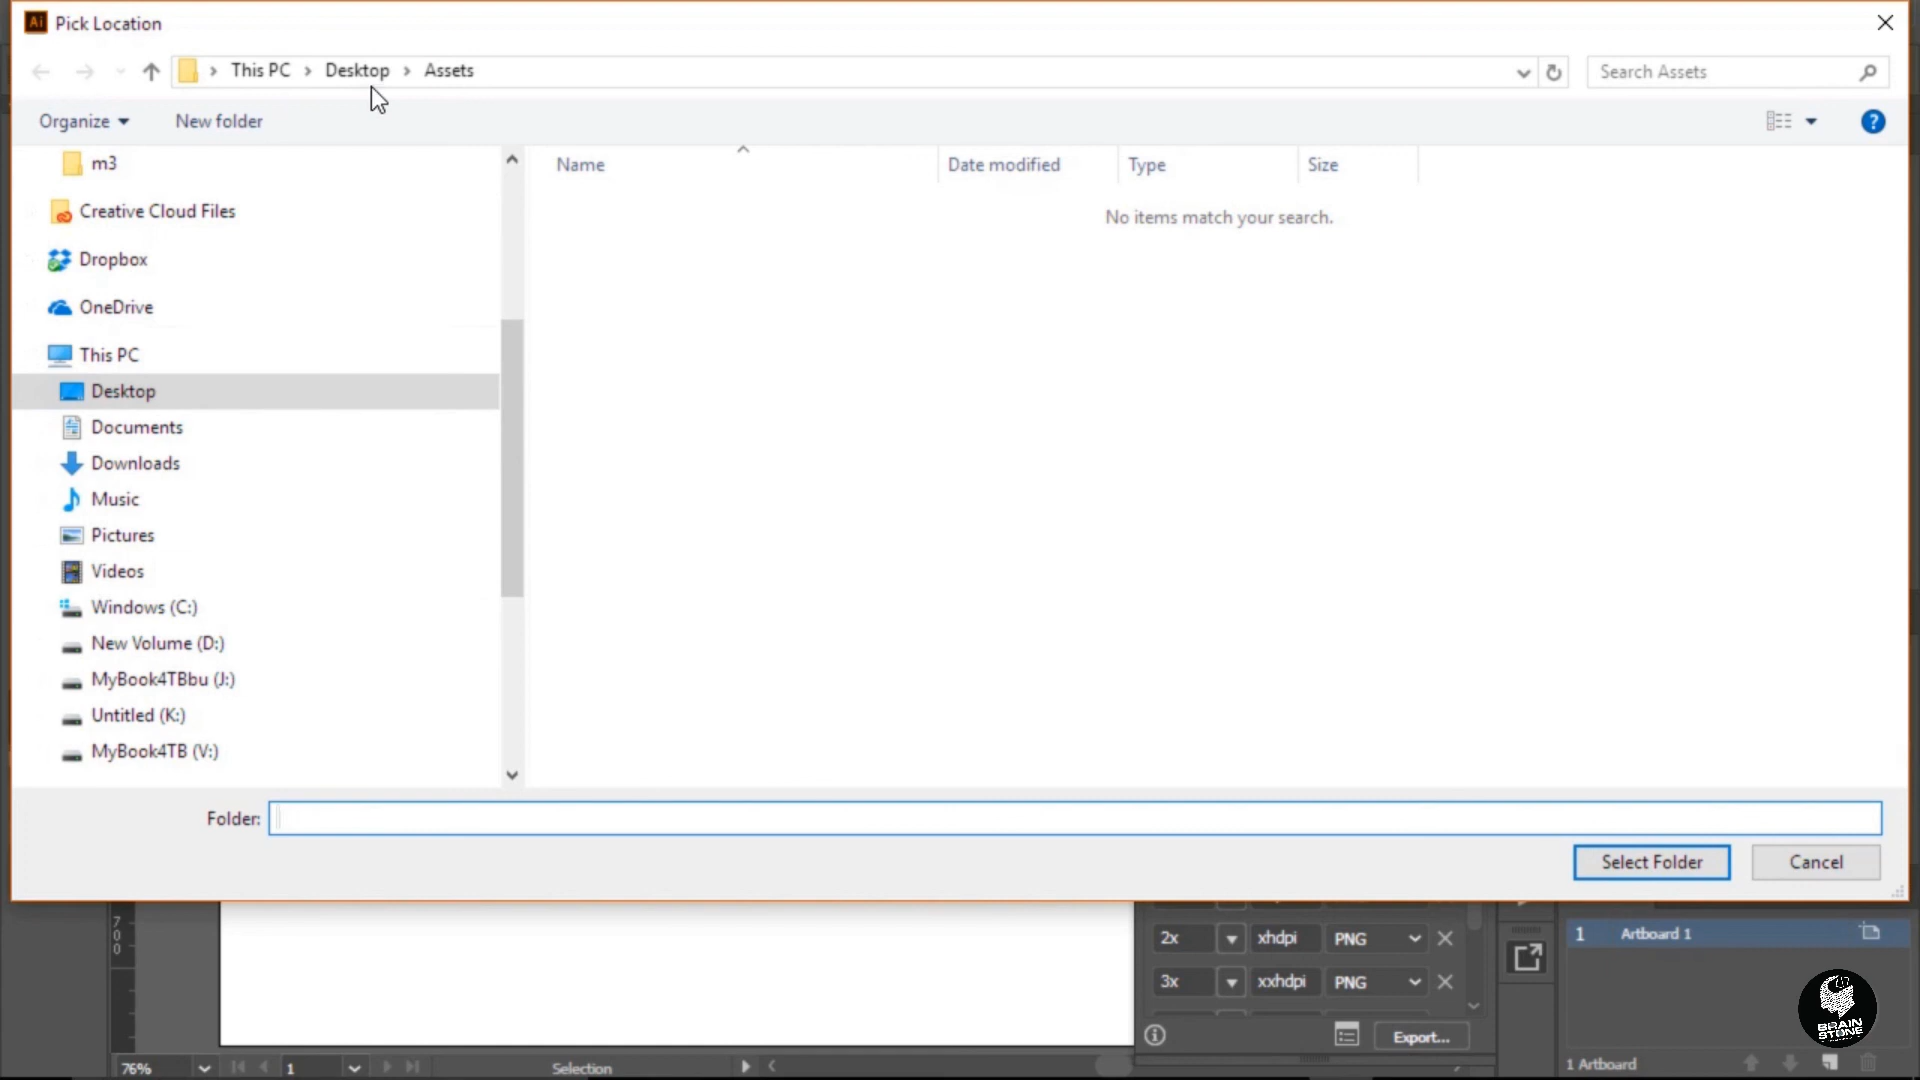 Ai Pick Location
This PC > Desktop > Assets
Search Assets
Organize
New folder
?
m3
Creative Cloud Files
Dropbox
OneDrive
This PC
Desktop
Documents
Downloads
Music
Pictures
Videos
Windows (C:)
New Volume (D:)
MyBook4TBbu (J:)
Untitled (K:)
MyBook4TB (V:)
Name
Date modified
Type
Size
No items match your search.
Folder:
Select Folder
Cancel
700
2x xhdpi PNG
3x xxhdpi PNG
Export...
1 Artboard 1
BRAIN
STONE
76%
1
Selection
1 Artboard